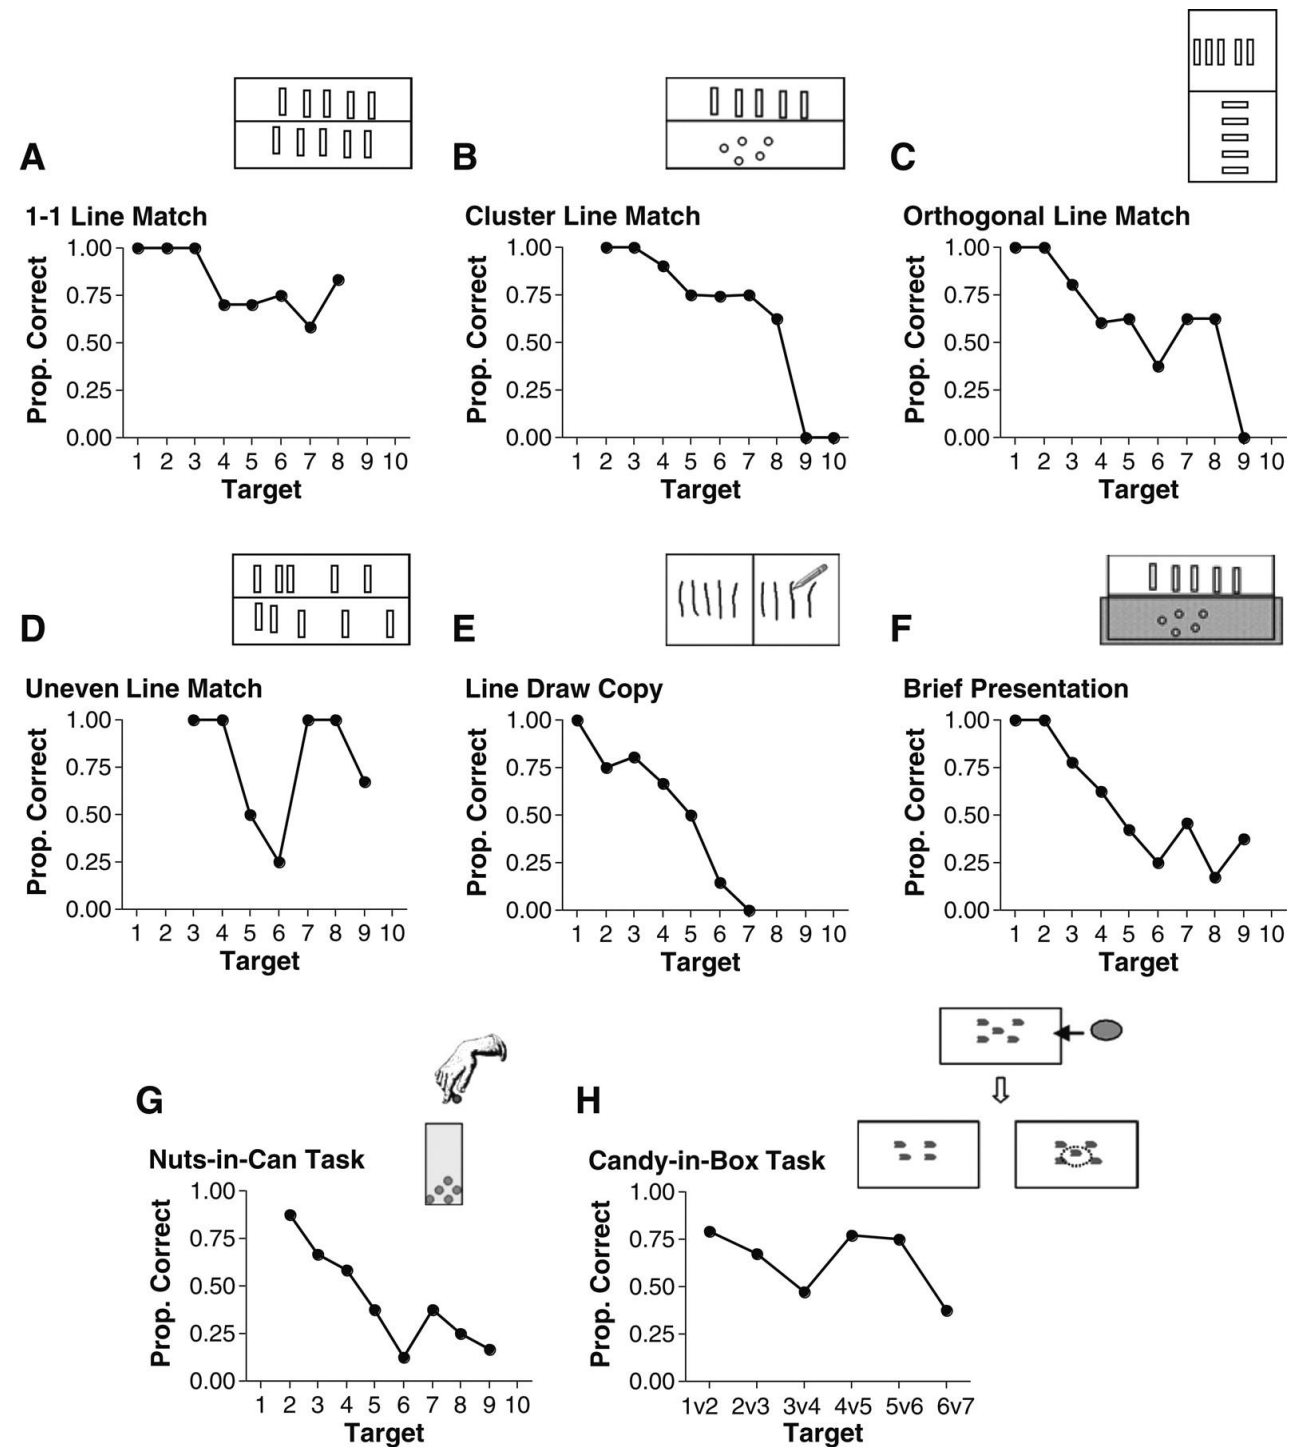 A
1-1 Line Match
Prop. Correct
1.00
0.75
0.50
0.25
0.00
1 2 3 4 5 6 7 8 9 10
Target
B
Cluster Line Match
Prop. Correct
1.00
0.75
0.50
0.25
0.00
1 2 3 4 5 6 7 8 9 10
Target
C
Orthogonal Line Match
Prop. Correct
1.00
0.75
0.50
0.25
0.00
1 2 3 4 5 6 7 8 9 10
Target
D
Uneven Line Match
Prop. Correct
1.00
0.75
0.50
0.25
0.00
1 2 3 4 5 6 7 8 9 10
Target
E
Line Draw Copy
Prop. Correct
1.00
0.75
0.50
0.25
0.00
1 2 3 4 5 6 7 8 9 10
Target
F
Brief Presentation
Prop. Correct
1.00
0.75
0.50
0.25
0.00
1 2 3 4 5 6 7 8 9 10
Target
G
Nuts-in-Can Task
Prop. Correct
1.00
0.75
0.50
0.25
0.00
1 2 3 4 5 6 7 8 9 10
Target
H
Candy-in-Box Task
Prop. Correct
1.00
0.75
0.50
0.25
0.00
1v2 2v3 3v4 4v5 5v6 6v7
Target